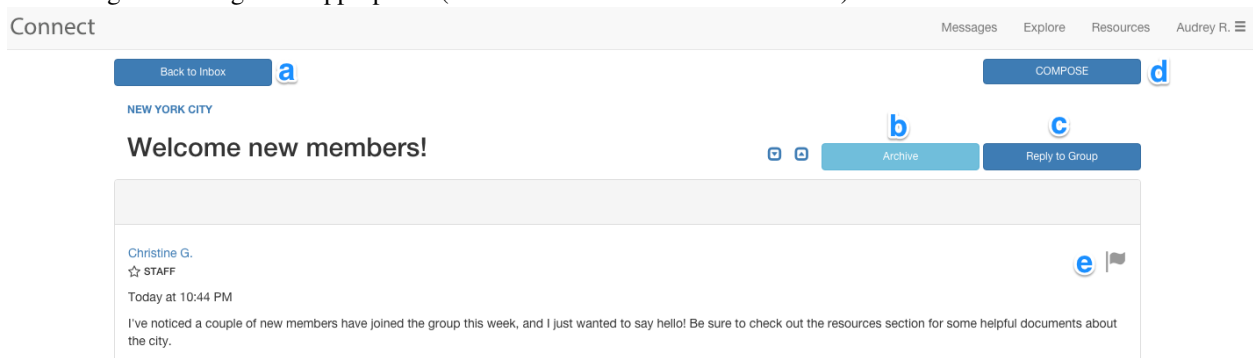 Connect Messages Explore Resources Audrey R.
Back to Inbox a COMPOSE d
NEW YORK CITY
b c
Welcome new members! Archive Reply to Group
Christine G.
STAFF e
Today at 10:44 PM
I've noticed a couple of new members have joined the group this week, and I just wanted to say hello! Be sure to check out the resources section for some helpful documents about
the city.